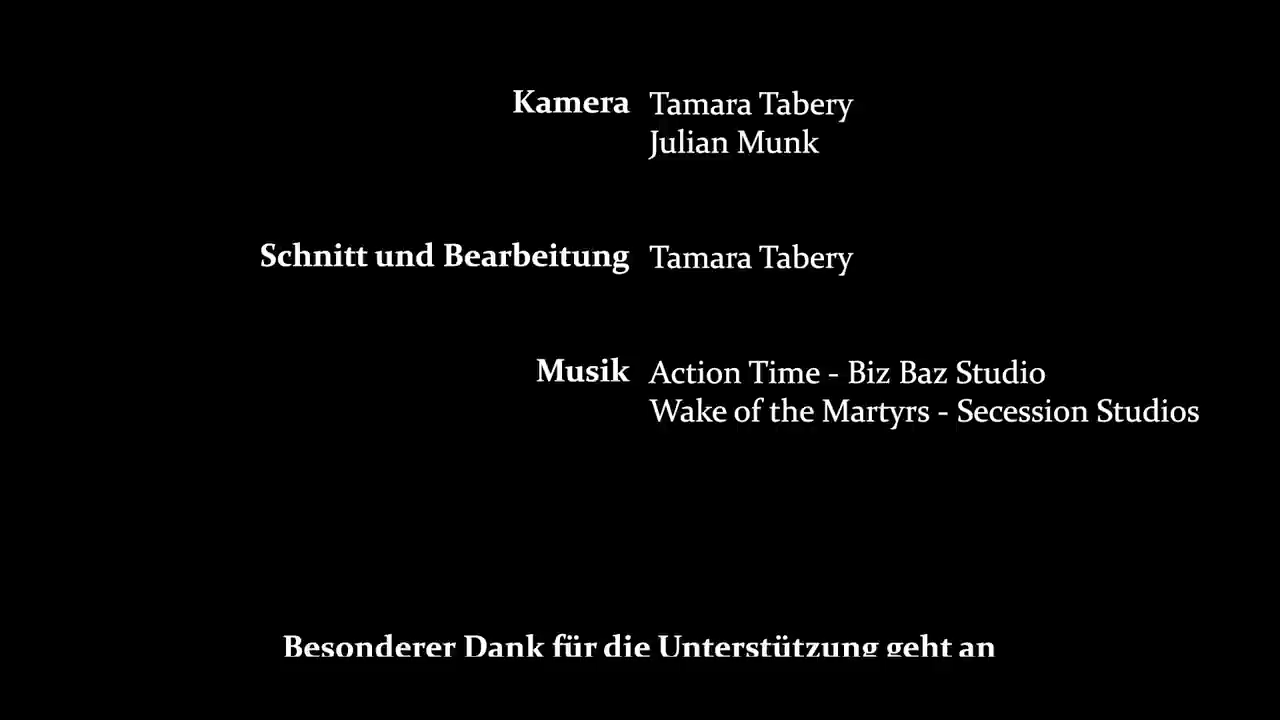 Kamera Tamara Tabery
Julian Munk
Schnitt und Bearbeitung Tamara Tabery
Musik Action Time - Biz Baz Studio
Wake of the Martyrs - Secession Studios
Besonderer Dank für die Unterstützung geht an